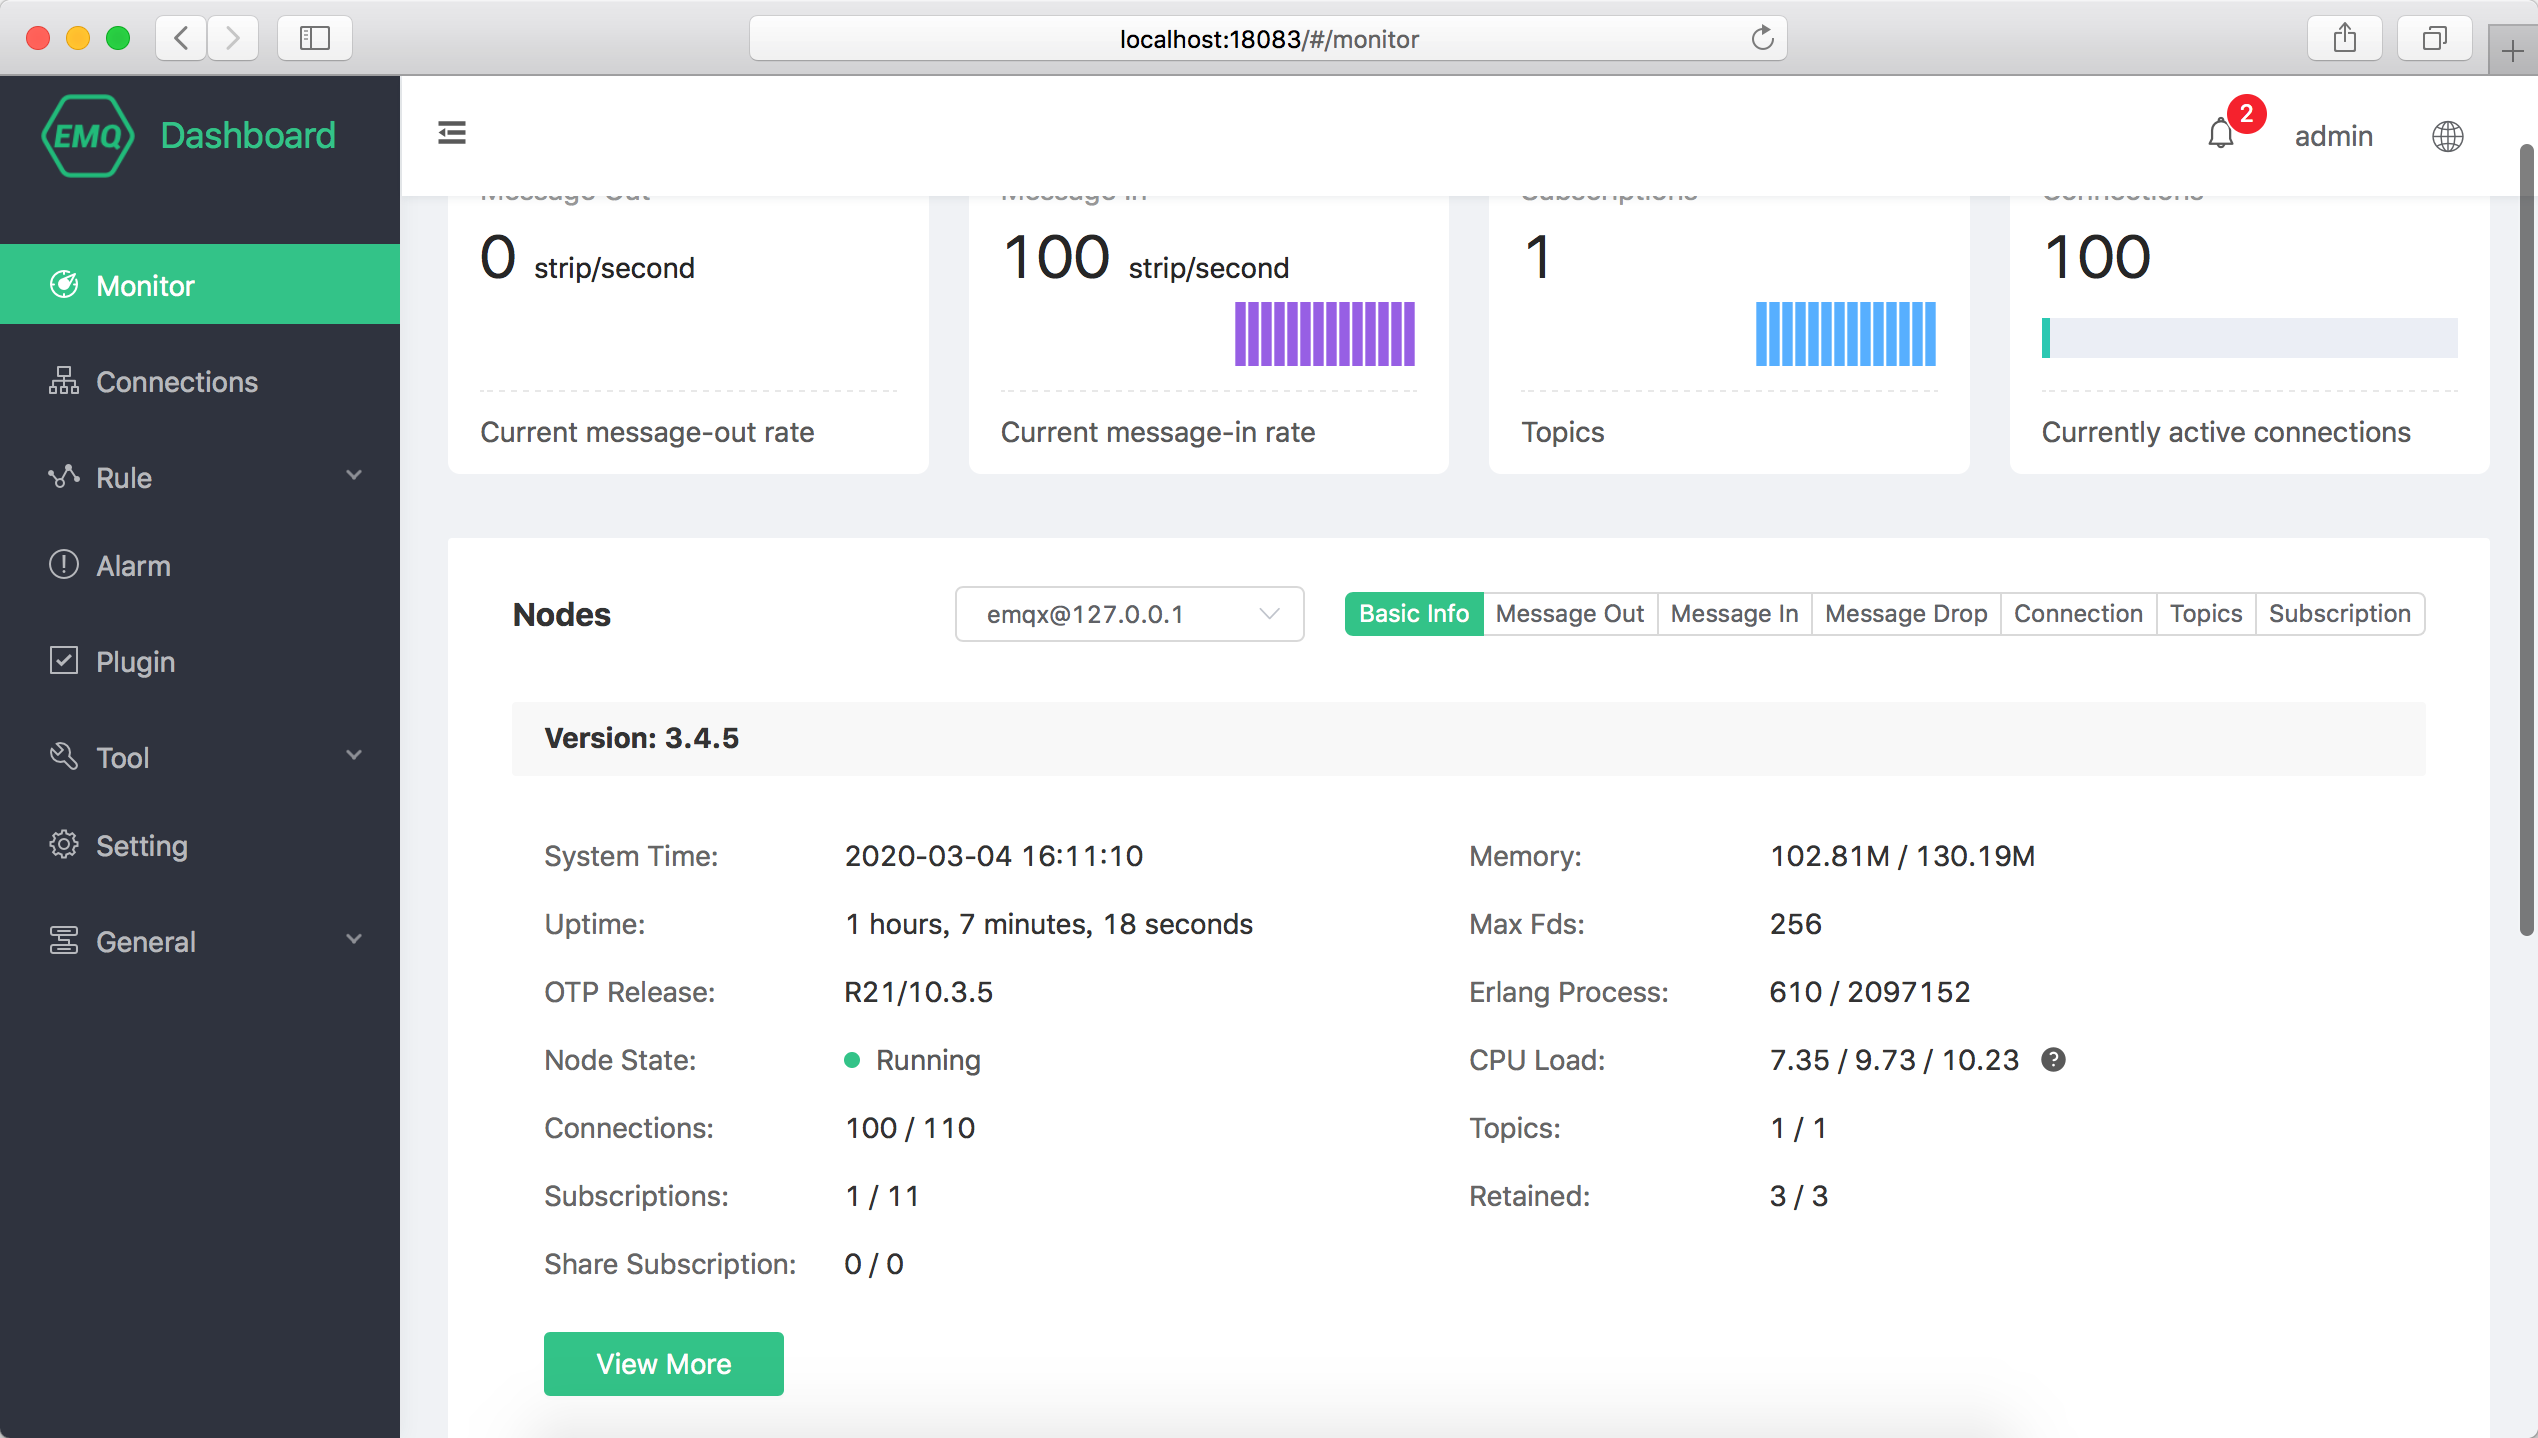 localhost:18083/#/monitor
EMQ Dashboard
2
admin
Monitor
Connections
Rule
Alarm
Plugin
Tool
Setting
General
Message Out
0 strip/second
Current message-out rate
Message In
100 strip/second
Current message-in rate
Subscriptions
1
Topics
Connections
100
Currently active connections
Nodes
emqx@127.0.0.1
Basic Info Message Out Message In Message Drop Connection Topics Subscription
Version: 3.4.5
System Time: 2020-03-04 16:11:10
Uptime: 1 hours, 7 minutes, 18 seconds
OTP Release: R21/10.3.5
Node State: Running
Connections: 100 / 110
Subscriptions: 1 / 11
Share Subscription: 0 / 0
Memory: 102.81M / 130.19M
Max Fds: 256
Erlang Process: 610 / 2097152
CPU Load: 7.35 / 9.73 / 10.23
Topics: 1 / 1
Retained: 3 / 3
View More